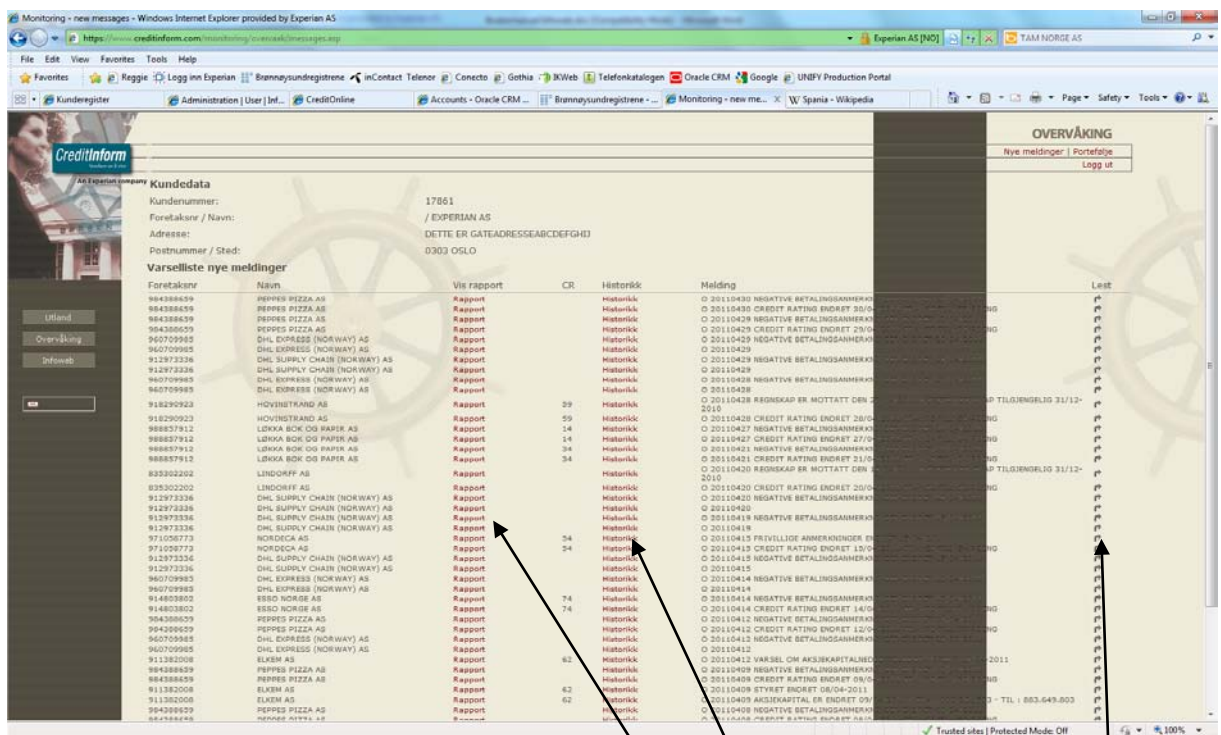 Monitoring - new messages - Windows Internet Explorer provided by Experian AS
https://www.creditinform.com/monitoring/overvaak/messages.asp
Experian AS [NO]
TAM NORGE AS
File Edit View Favorites Tools Help
Favorites Reggie Logg inn Experian Brønnøysundregistrene inContact Telenor Conecto Gothia IKWeb Telefonkatalogen Oracle CRM Google UNIFY Production Portal
Kunderegister Administration | User | Inf... CreditOnline Accounts - Oracle CRM ... Brønnøysundregistrene - ... Monitoring - new me... Spania - Wikipedia Page Safety Tools
CreditInform
An Experian company
OVERVÅKING
Nye meldinger | Portefølje
Logg ut
Utland
Overvåking
Infoweb
Kundedata
Kundenummer: 17861
Foretaksnr / Navn: / EXPERIAN AS
Adresse: DETTE ER GATEADRESSEABCDEFGHIJ
Postnummer / Sted: 0303 OSLO
Varselliste nye meldinger
Foretaksnr Navn Vis rapport CR Historikk Melding Lest
984388659 PEPPES PIZZA AS Rapport Historikk O 20110430 NEGATIVE
984388659 PEPPES PIZZA AS Rapport Historikk O 20110430 CREDIT RATING ENDRET 30/0
984388659 PEPPES PIZZA AS Rapport Historikk O 20110429 NEGATIVE
984388659 PEPPES PIZZA AS Rapport Historikk O 20110429 CREDIT RATING ENDRET 29/0
960709985 DHL EXPRESS (NORWAY) AS Rapport Historikk O 20110429 NEGATIVE
960709985 DHL EXPRESS (NORWAY) AS Rapport Historikk O 20110429
912973336 DHL SUPPLY CHAIN (NORWAY) AS Rapport Historikk O 20110429 NEGATIVE
912973336 DHL SUPPLY CHAIN (NORWAY) AS Rapport Historikk O 20110429
960709985 DHL EXPRESS (NORWAY) AS Rapport Historikk O 20110428 NEGATIVE
960709985 DHL EXPRESS (NORWAY) AS Rapport Historikk O 20110428
918290923 HOVINSTRAND AS Rapport 59 Historikk O 20110428 REGNSKAP ER MOTTATT DEN TILGJENGELIG 31/12-
2010
918290923 HOVINSTRAND AS Rapport 59 Historikk O 20110428 CREDIT RATING ENDRET 28/0
988857912 LØKKA BOK OG PAPIR AS Rapport 14 Historikk O 20110427 NEGATIVE
988857912 LØKKA BOK OG PAPIR AS Rapport 14 Historikk O 20110427 CREDIT RATING ENDRET 27/0
988857912 LØKKA BOK OG PAPIR AS Rapport 34 Historikk O 20110421 NEGATIVE
988857912 LØKKA BOK OG PAPIR AS Rapport 34 Historikk O 20110421 CREDIT RATING ENDRET 21/0
835302202 LINDORFF AS Rapport Historikk O 20110420 REGNSKAP ER MOTTATT DEN TILGJENGELIG 31/12-
2010
835302202 LINDORFF AS Rapport Historikk O 20110420 CREDIT RATING ENDRET 20/0
912973336 DHL SUPPLY CHAIN (NORWAY) AS Rapport Historikk O 20110420 NEGATIVE
912973336 DHL SUPPLY CHAIN (NORWAY) AS Rapport Historikk O 20110420
912973336 DHL SUPPLY CHAIN (NORWAY) AS Rapport Historikk O 20110419 NEGATIVE
912973336 DHL SUPPLY CHAIN (NORWAY) AS Rapport Historikk O 20110419
971058773 NORDECA AS Rapport 54 Historikk O 20110415 FRIVILLIGE ANMERKNINGER
971058773 NORDECA AS Rapport 54 Historikk O 20110415 CREDIT RATING ENDRET 15/0
912973336 DHL SUPPLY CHAIN (NORWAY) AS Rapport Historikk O 20110415 NEGATIVE
912973336 DHL SUPPLY CHAIN (NORWAY) AS Rapport Historikk O 20110415
960709985 DHL EXPRESS (NORWAY) AS Rapport Historikk O 20110414 NEGATIVE
960709985 DHL EXPRESS (NORWAY) AS Rapport Historikk O 20110414
914803802 ESSO NORGE AS Rapport 74 Historikk O 20110414 NEGATIVE
914803802 ESSO NORGE AS Rapport 74 Historikk O 20110414 CREDIT RATING ENDRET 14/0
984388659 PEPPES PIZZA AS Rapport Historikk O 20110412 NEGATIVE
984388659 PEPPES PIZZA AS Rapport Historikk O 20110412 CREDIT RATING ENDRET 12/0
960709985 DHL EXPRESS (NORWAY) AS Rapport Historikk O 20110412 NEGATIVE
960709985 DHL EXPRESS (NORWAY) AS Rapport Historikk O 20110412
911382008 ELKEM AS Rapport 62 Historikk O 20110412 VARSEL OM 2011
984388659 PEPPES PIZZA AS Rapport Historikk O 20110409 NEGATIVE
984388659 PEPPES PIZZA AS Rapport Historikk O 20110409 CREDIT RATING ENDRET 09/0
911382008 ELKEM AS Rapport 62 Historikk O 20110409 STYRET ENDRET 08/04-2011
911382008 ELKEM AS Rapport 62 Historikk O 20110409 AKSJEKAPITAL ER ENDRET 09/ - TIL : 883.649.803
984388659 PEPPES PIZZA AS Rapport Historikk O 20110408 NEGATIVE
Trusted sites | Protected Mode: Off 100%